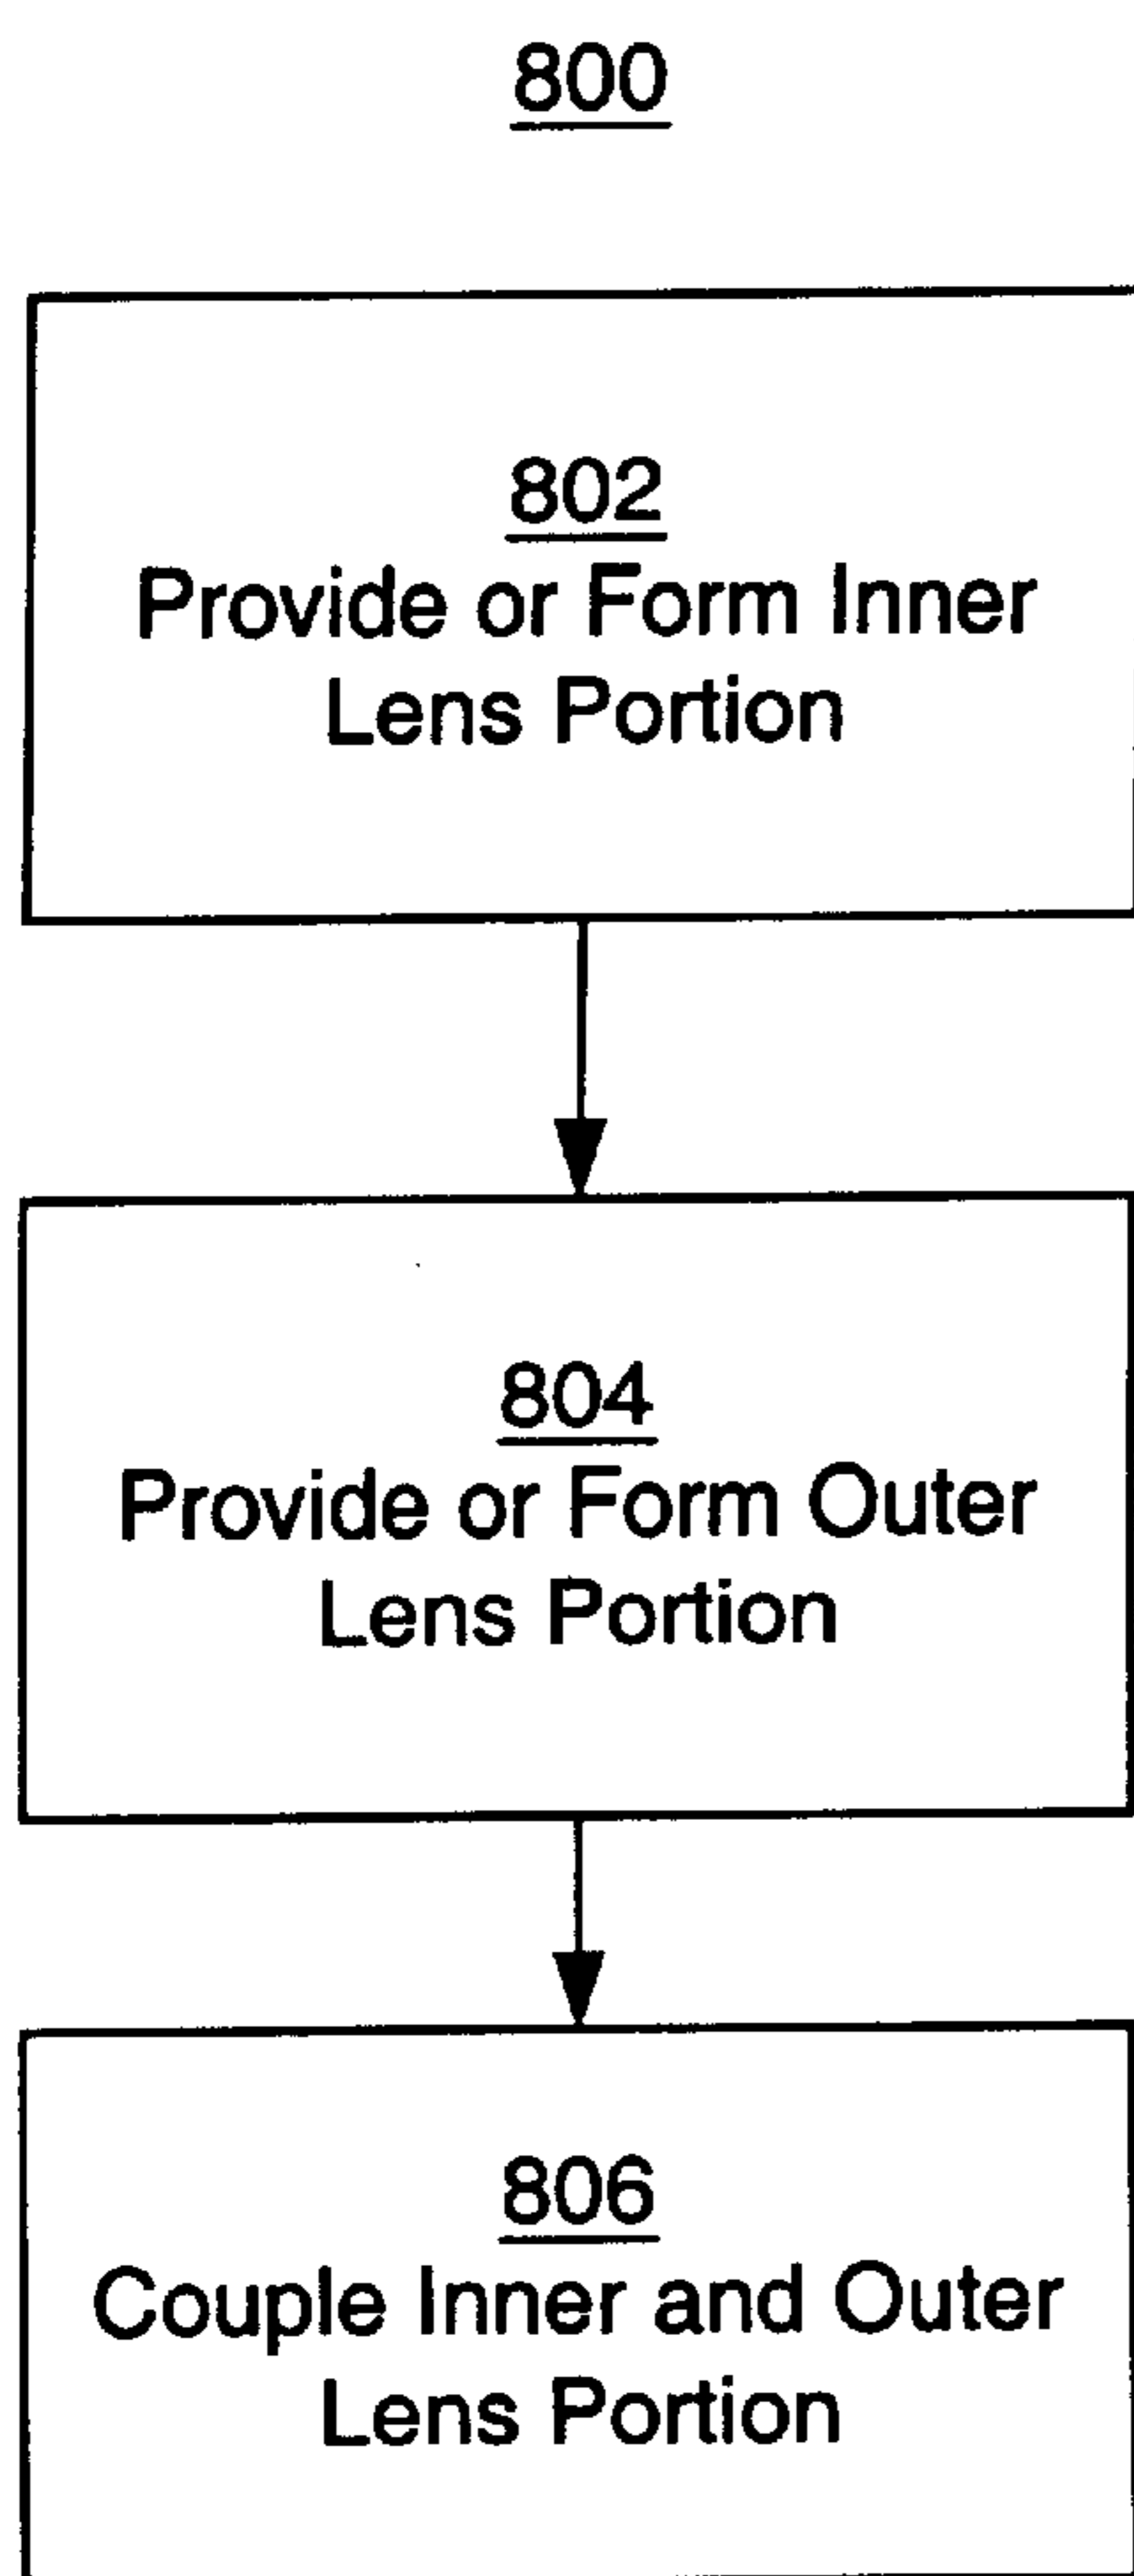 800
802
Provide or Form Inner
Lens Portion
804
Provide or Form Outer
Lens Portion
806
Couple Inner and Outer
Lens Portion